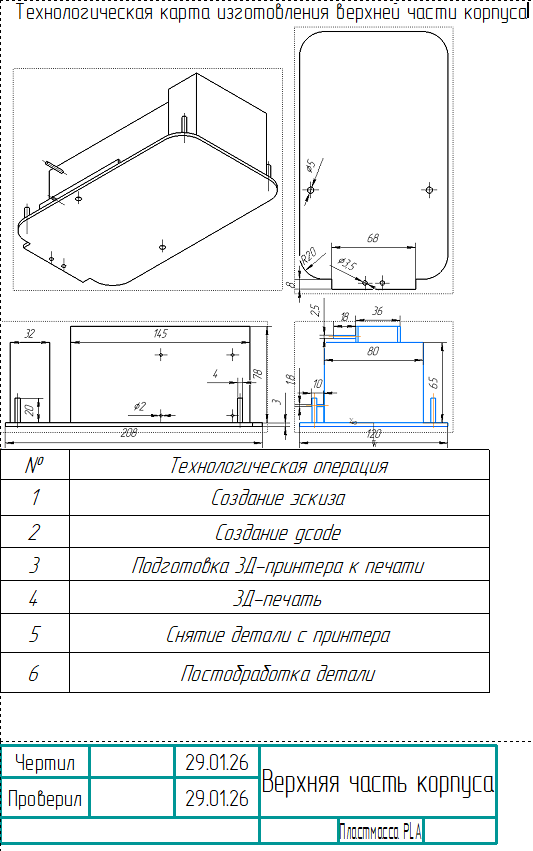 Технологическая карта изготовления верхней части корпуса
⌀5
68
R20
⌀3,5
8
32
145
4
78
20
⌀2
3
208
25
18
36
80
10
18
65
120
№ Технологическая операция
1 Создание эскиза
2 Создание gcode
3 Подготовка 3Д-принтера к печати
4 3Д-печать
5 Снятие детали с принтера
6 Постобработка детали
Чертил 29.01.26
Верхняя часть корпуса
Проверил 29.01.26
Пластмасса PLA